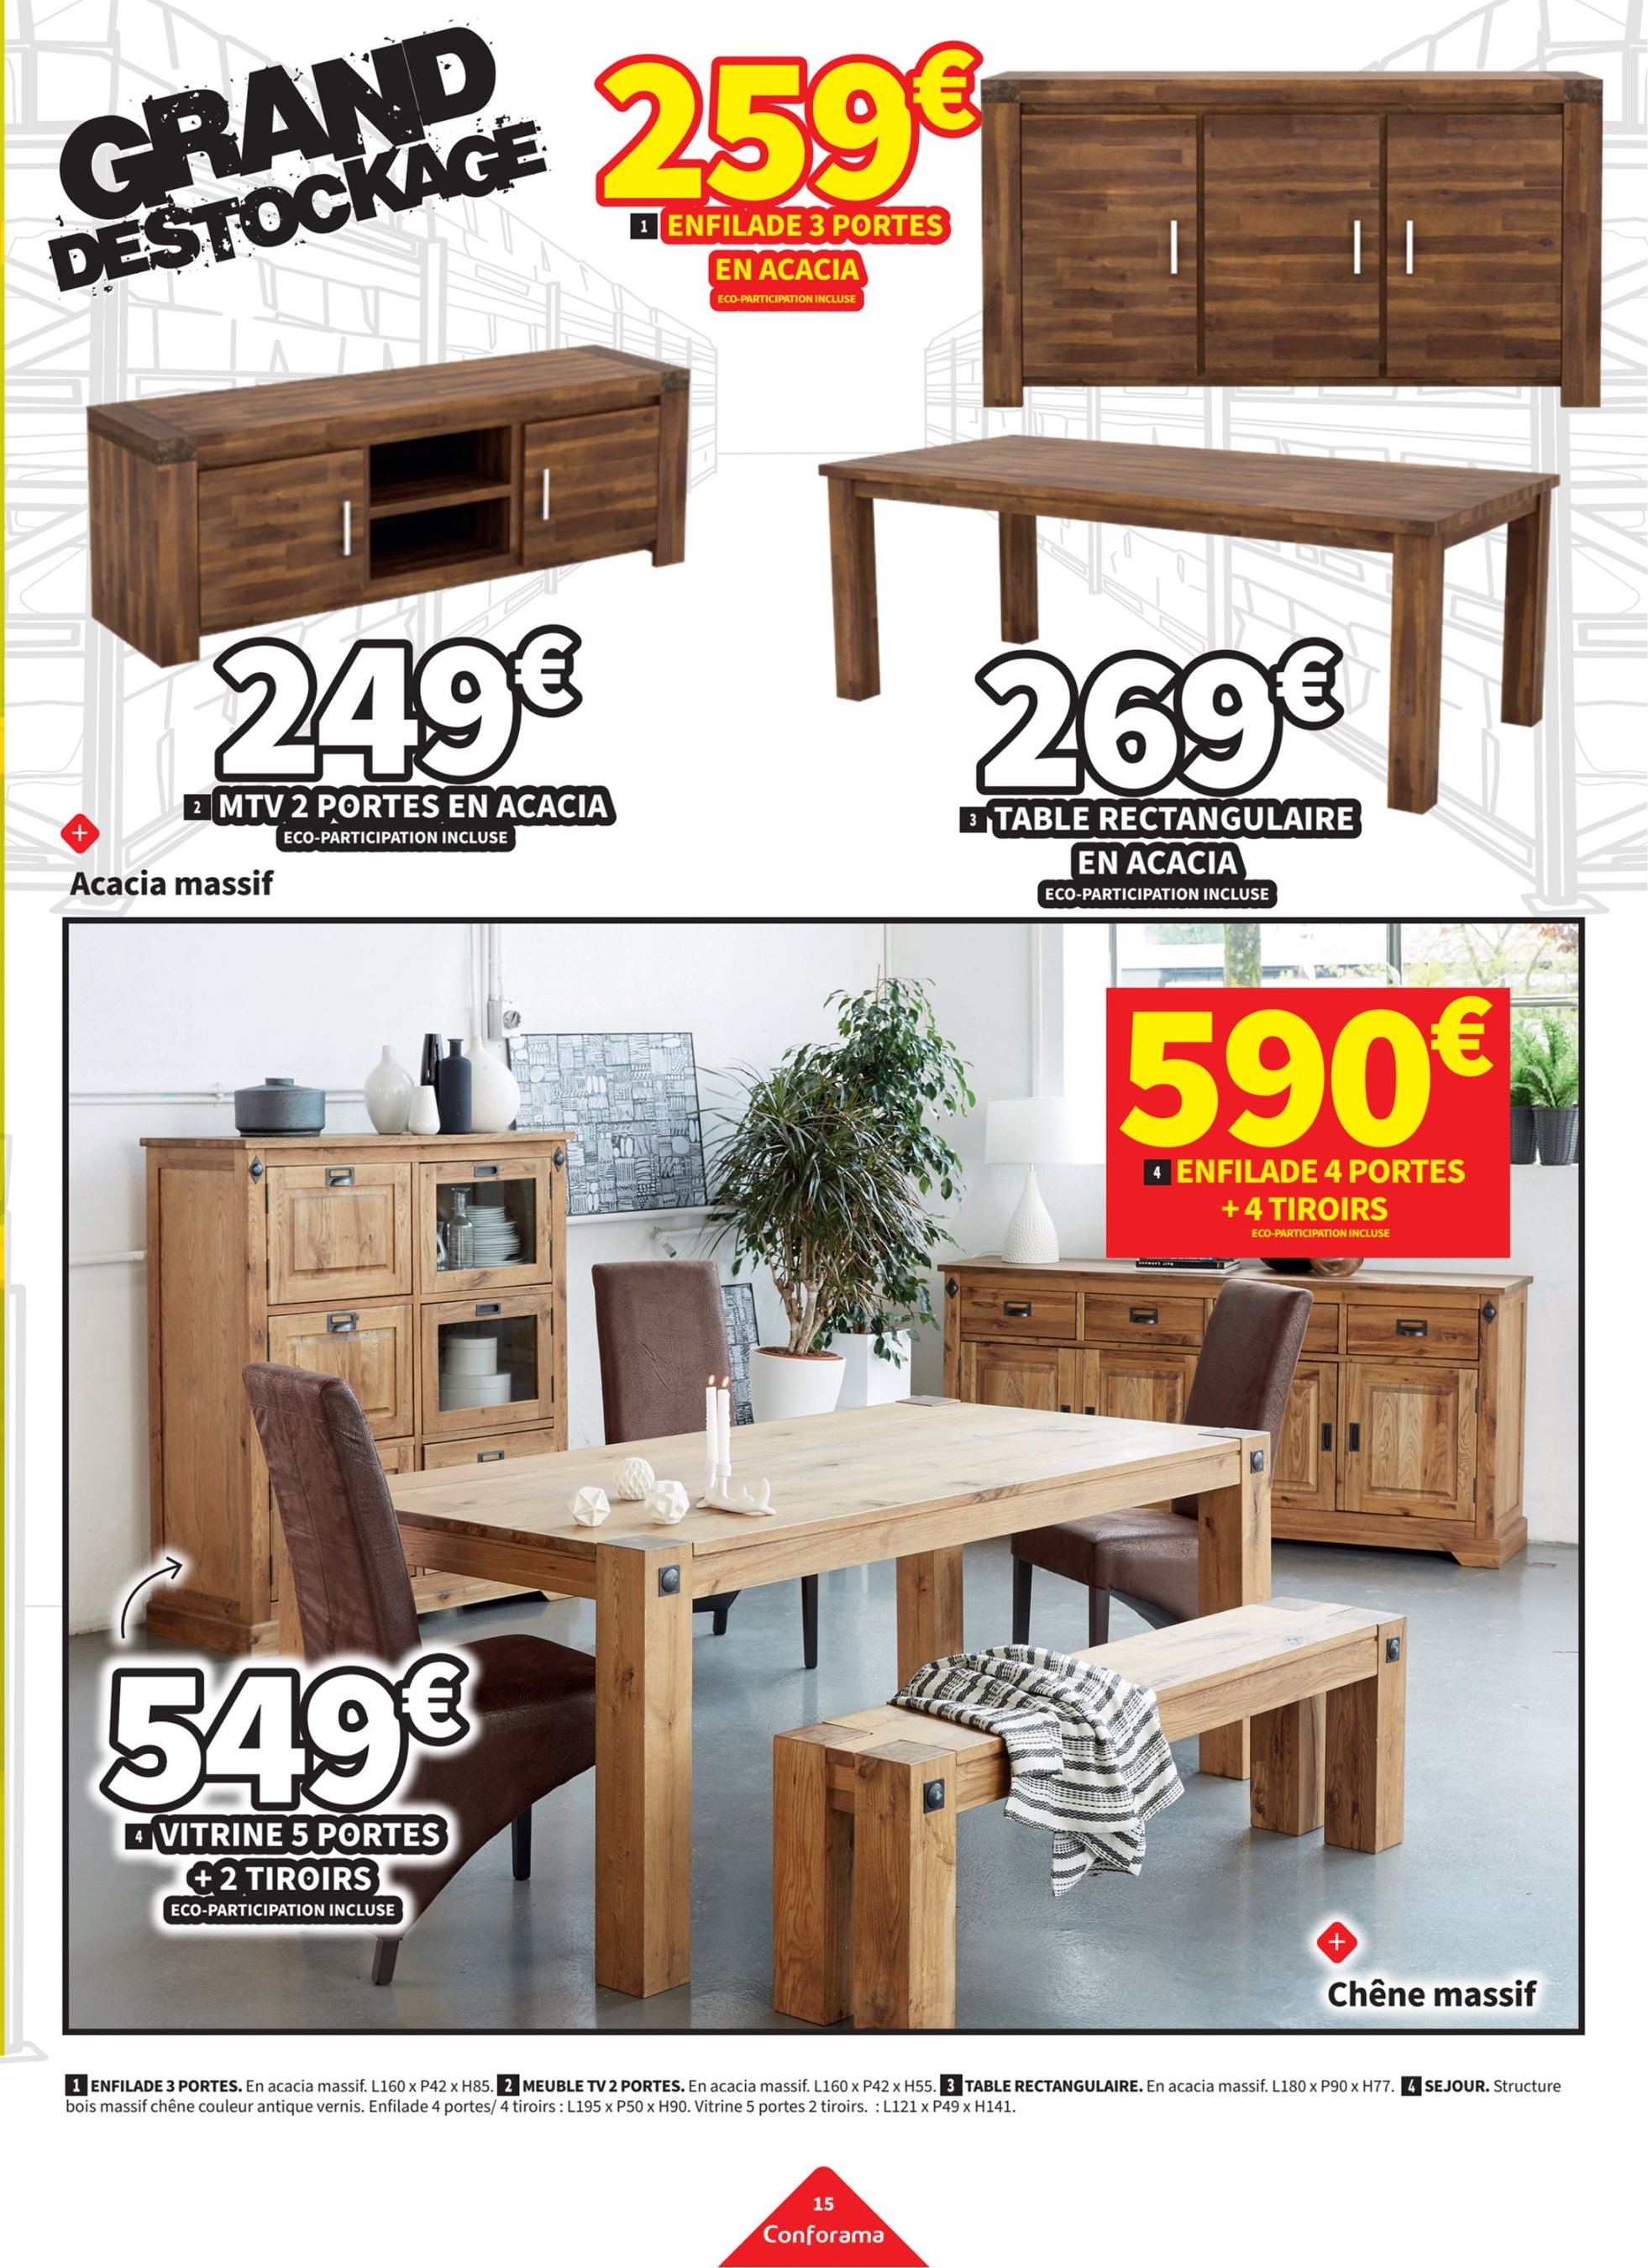 GRAND
DESTOCKAGE
259€
1 ENFILADE 3 PORTES
EN ACACIA
ECO-PARTICIPATION INCLUSE
249€
2 MTV 2 PORTES EN ACACIA
ECO-PARTICIPATION INCLUSE
+
Acacia massif
269€
3 TABLE RECTANGULAIRE
EN ACACIA
ECO-PARTICIPATION INCLUSE
590€
4 ENFILADE 4 PORTES
+ 4 TIROIRS
ECO-PARTICIPATION INCLUSE
549€
4 VITRINE 5 PORTES
+ 2 TIROIRS
ECO-PARTICIPATION INCLUSE
+
Chêne massif
1 ENFILADE 3 PORTES. En acacia massif. L160 x P42 x H85. 2 MEUBLE TV 2 PORTES. En acacia massif. L160 x P42 x H55. 3 TABLE RECTANGULAIRE. En acacia massif. L180 x P90 x H77. 4 SEJOUR. Structure
bois massif chêne couleur antique vernis. Enfilade 4 portes/ 4 tiroirs : L195 x P50 x H90. Vitrine 5 portes 2 tiroirs. : L121 x P49 x H141.
15
Conforama